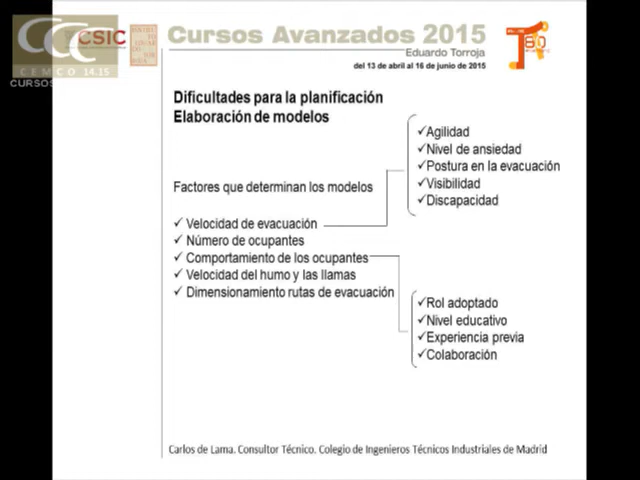 CCC
CEMCO 14.15
CURSOS
CSIC
Cursos Avanzados 2015
Eduardo Torroja
del 13 de abril al 16 de junio de 2015
Dificultades para la planificación
Elaboración de modelos
Factores que determinan los modelos
✓ Velocidad de evacuación
✓ Número de ocupantes
✓ Comportamiento de los ocupantes
✓ Velocidad del humo y las llamas
✓ Dimensionamiento rutas de evacuación
✓Agilidad
✓Nivel de ansiedad
✓Postura en la evacuación
✓Visibilidad
✓Discapacidad
✓Rol adoptado
✓Nivel educativo
✓Experiencia previa
✓Colaboración
Carlos de Lama. Consultor Técnico. Colegio de Ingenieros Técnicos Industriales de Madrid